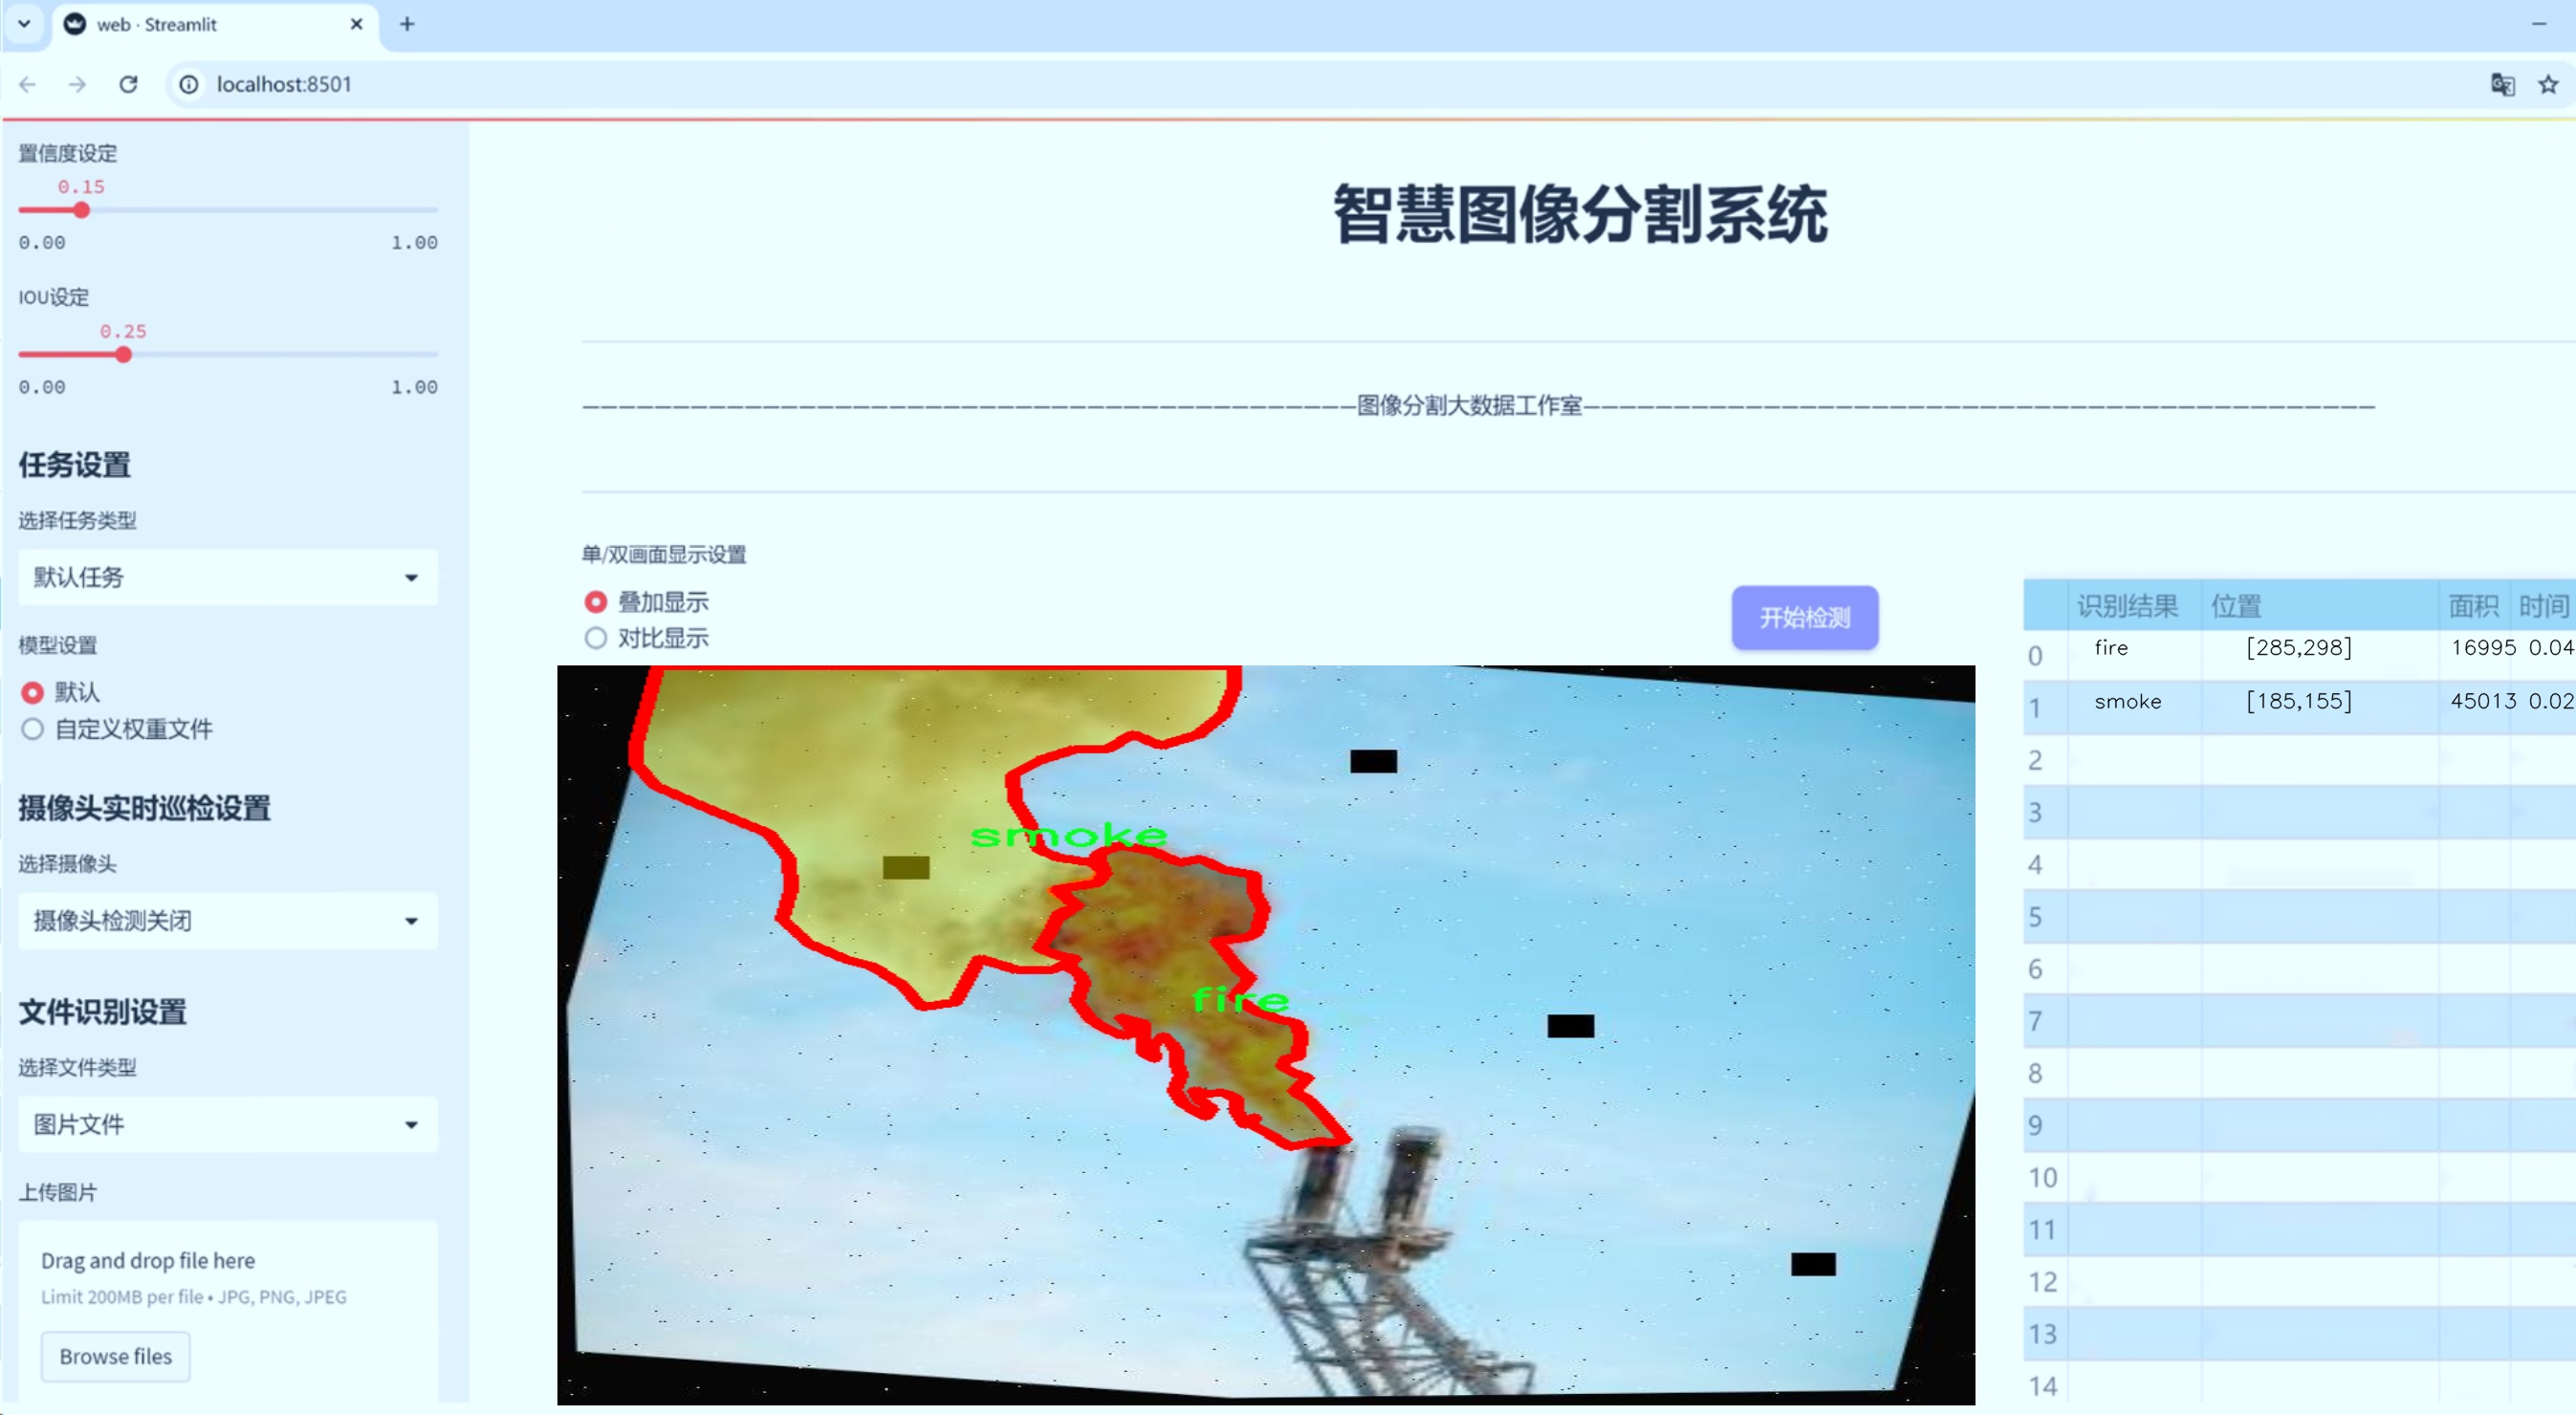 web · Streamlit
localhost:8501
置信度设定
0.15
0.00 1.00
IOU设定
0.25
0.00 1.00
任务设置
选择任务类型
默认任务
模型设置
默认
自定义权重文件
摄像头实时巡检设置
选择摄像头
摄像头检测关闭
文件识别设置
选择文件类型
图片文件
上传图片
Drag and drop file here
Limit 200MB per file • JPG, PNG, JPEG
Browse files
智慧图像分割系统
————————————————————————————————————————————图像分割大数据工作室————————————————————————————————————————————
单/双画面显示设置
叠加显示
对比显示
开始检测
smoke
fire
识别结果 位置 面积 时间
0 fire [285,298] 16995 0.04
1 smoke [185,155] 45013 0.02
2
3
4
5
6
7
8
9
10
11
12
13
14